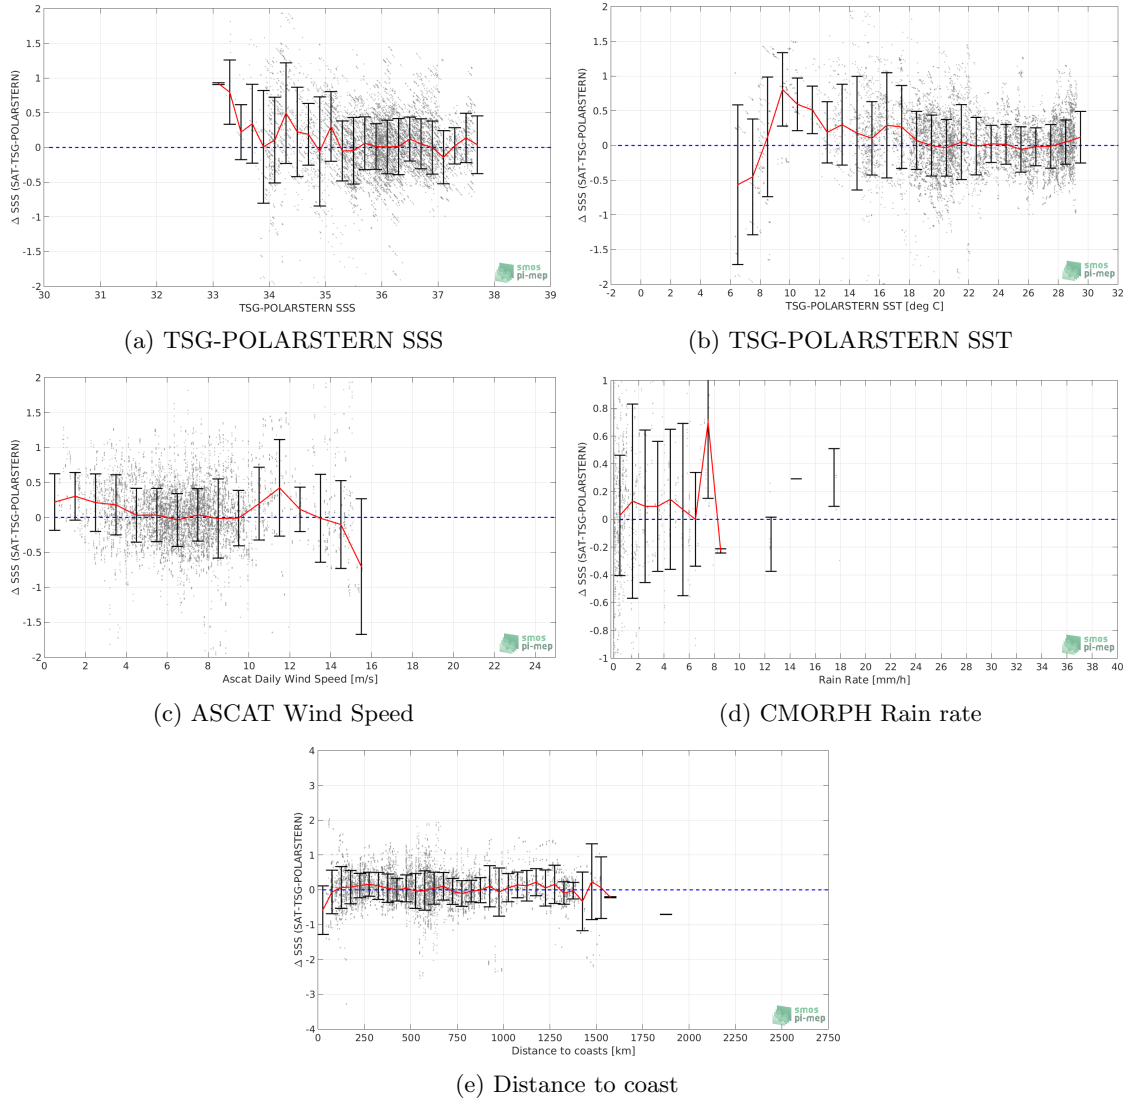 2
1.5
1
0.5
0
-0.5
-1
-1.5
-2
Δ SSS (SAT-TSG-POLARSTERN)
30 31 32 33 34 35 36 37 38 39
TSG-POLARSTERN SSS
smos
pi-mep
(a) TSG-POLARSTERN SSS
2
1.5
1
0.5
0
-0.5
-1
-1.5
-2
Δ SSS (SAT-TSG-POLARSTERN)
-2 0 2 4 6 8 10 12 14 16 18 20 22 24 26 28 30 32
TSG-POLARSTERN SST [deg C]
smos
pi-mep
(b) TSG-POLARSTERN SST
2
1.5
1
0.5
0
-0.5
-1
-1.5
-2
Δ SSS (SAT-TSG-POLARSTERN)
0 2 4 6 8 10 12 14 16 18 20 22 24
Ascat Daily Wind Speed [m/s]
smos
pi-mep
(c) ASCAT Wind Speed
1
0.8
0.6
0.4
0.2
0
-0.2
-0.4
-0.6
-0.8
-1
Δ SSS (SAT-TSG-POLARSTERN)
0 2 4 6 8 10 12 14 16 18 20 22 24 26 28 30 32 34 36 38 40
Rain Rate [mm/h]
smos
pi-mep
(d) CMORPH Rain rate
4
3
2
1
0
-1
-2
-3
-4
Δ SSS (SAT-TSG-POLARSTERN)
0 250 500 750 1000 1250 1500 1750 2000 2250 2500 2750
Distance to coasts [km]
smos
pi-mep
(e) Distance to coast